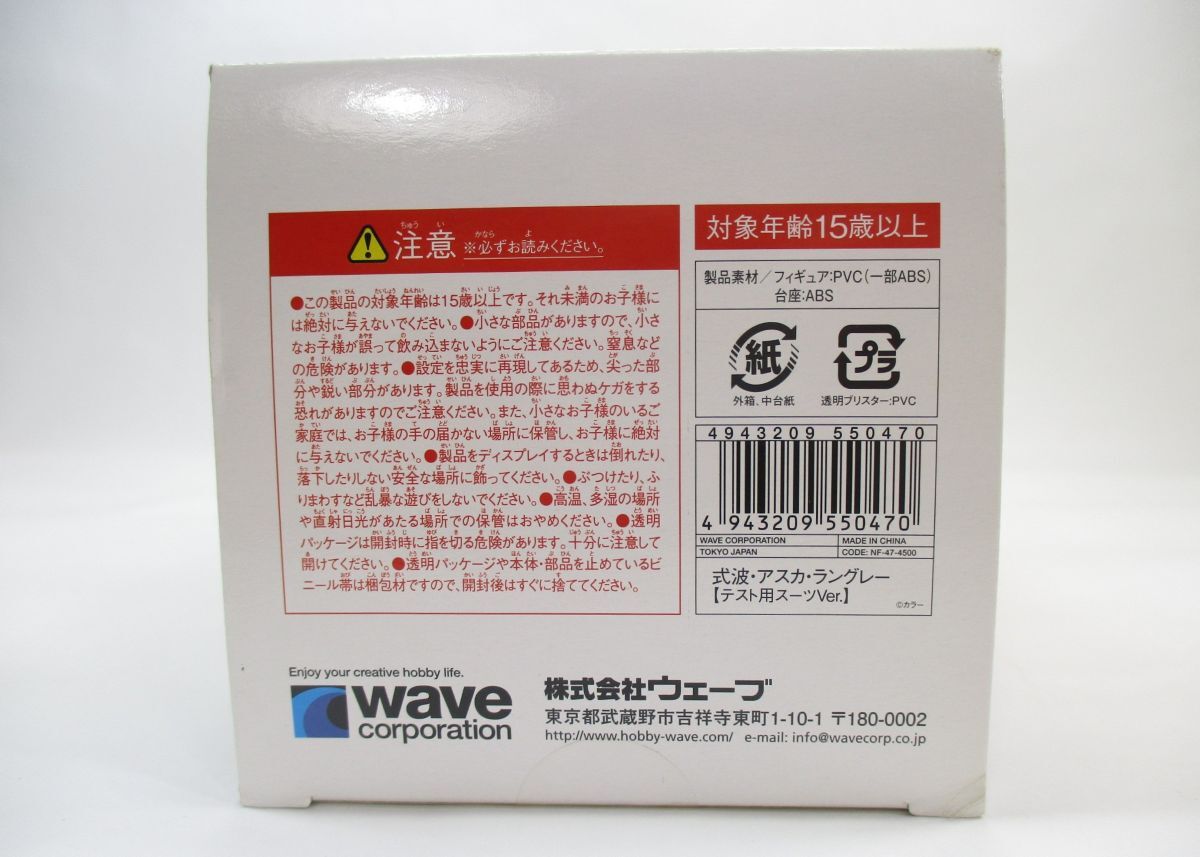 注意 ※必ずお読みください。
●この製品の対象年齢は15歳以上です。それ未満のお子様に
は絶対に与えないでください。●小さな部品がありますので、小さ
なお子様が誤って飲み込まないようにご注意ください。窒息など
の危険があります。●設定を忠実に再現してあるため、尖った部
分や鋭い部分があります。製品を使用の際に思わぬケガをする
恐れがありますのでご注意ください。また、小さなお子様のいるご
家庭では、お子様の手の届かない場所に保管し、お子様に絶対
に与えないでください。●製品をディスプレイするときは倒れたり、
落下したりしない安全な場所に飾ってください。●ぶつけたり、ふ
りまわすなど乱暴な遊びをしないでください。●高温、多湿の場所
や直射日光があたる場所での保管はおやめください。●透明
パッケージは開封時に指を切る危険があります。十分に注意して
開けてください。●透明パッケージや本体・部品を止めているビ
ニール帯は梱包材ですので、開封後はすぐに捨ててください。
対象年齢15歳以上
製品素材/フィギュア:PVC(一部ABS)
台座:ABS
紙
プラ
外箱、中台紙
透明ブリスター:PVC
4943209 550470
4 943209 550470
WAVE CORPORATION
MADE IN CHINA
TOKYO JAPAN
CODE: NF-47-4500
式波・アスカ・ラングレー
【テスト用スーツVer.】
©カラー
Enjoy your creative hobby life.
wave
corporation
株式会社ウェーブ
東京都武蔵野市吉祥寺東町1-10-1 〒180-0002
http://www.hobby-wave.com/ e-mail: info@wavecorp.co.jp